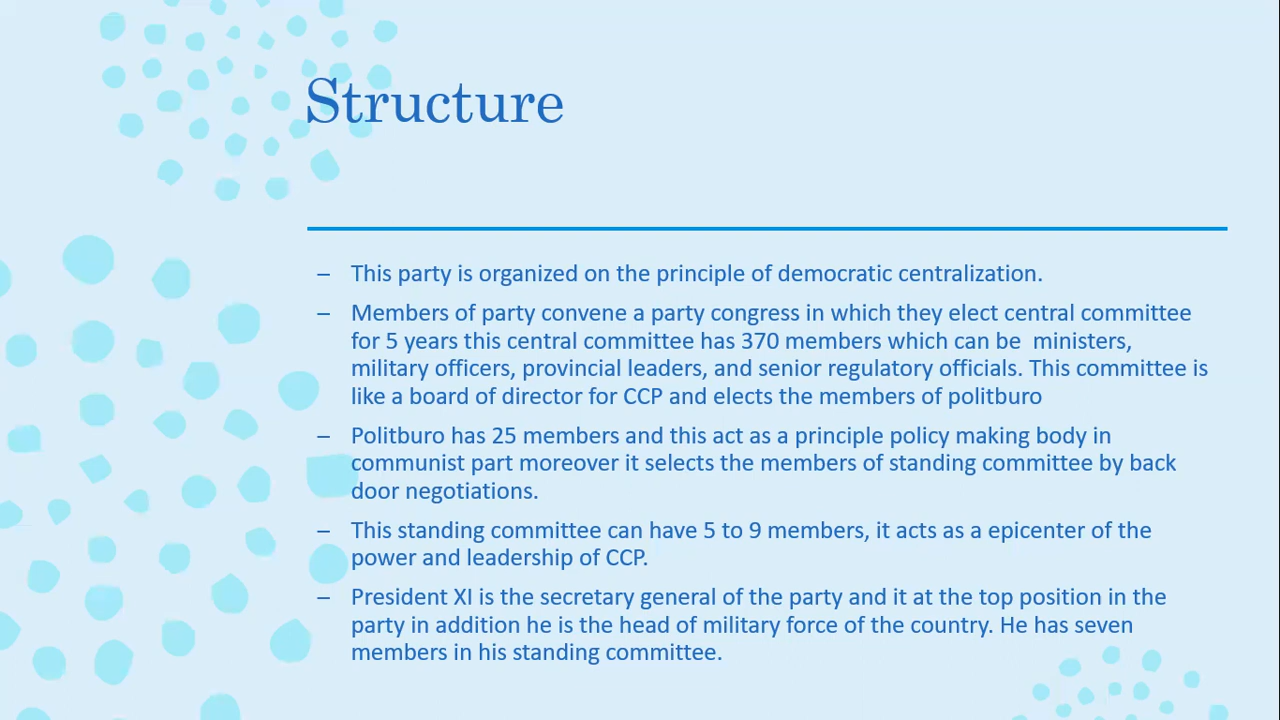 Structure
– This party is organized on the principle of democratic centralization.
– Members of party convene a party congress in which they elect central committee
for 5 years this central committee has 370 members which can be  ministers,
military officers, provincial leaders, and senior regulatory officials. This committee is
like a board of director for CCP and elects the members of politburo
– Politburo has 25 members and this act as a principle policy making body in
communist part moreover it selects the members of standing committee by back
door negotiations.
– This standing committee can have 5 to 9 members, it acts as a epicenter of the
power and leadership of CCP.
– President XI is the secretary general of the party and it at the top position in the
party in addition he is the head of military force of the country. He has seven
members in his standing committee.